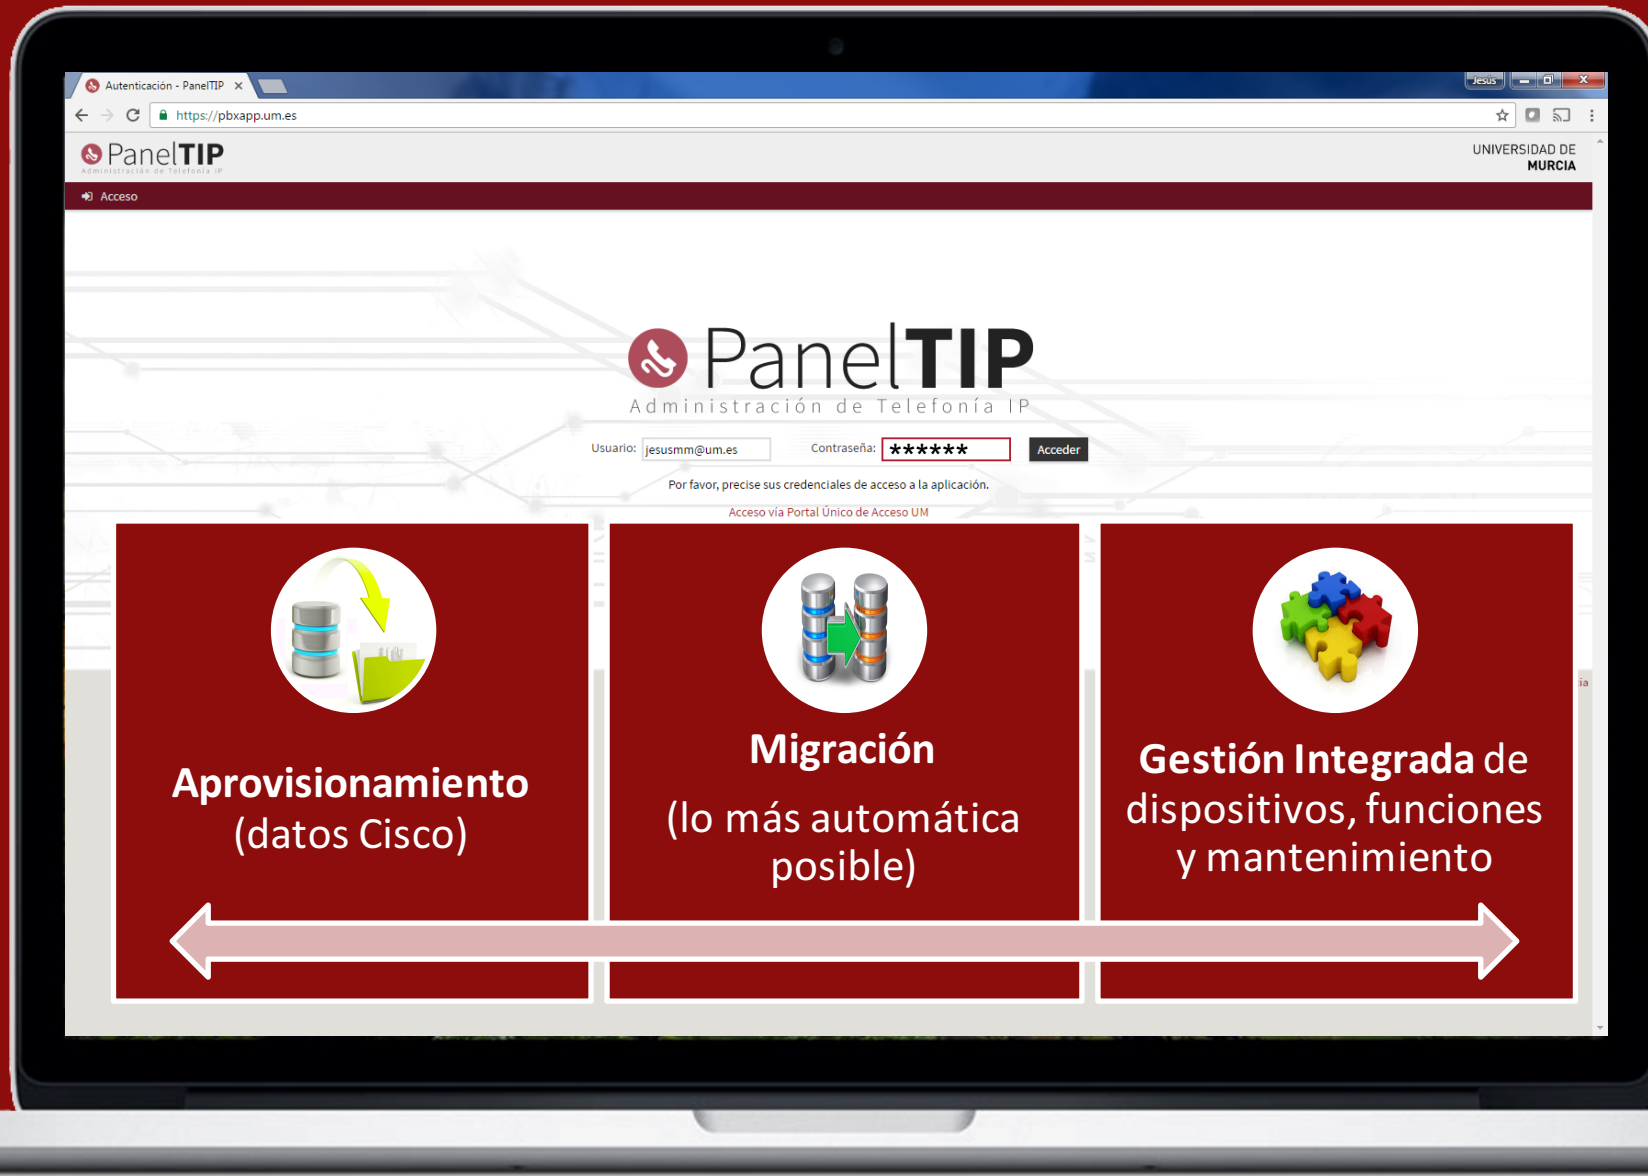 Autenticación - PanelTIP
Jesús
https://pbxapp.um.es
PanelTIP
Administración de Telefonía IP
UNIVERSIDAD DE
MURCIA
Acceso
PanelTIP
Administración de Telefonía IP
Usuario: jesusmm@um.es Contraseña: ****** Acceder
Por favor, precise sus credenciales de acceso a la aplicación.
Acceso vía Portal Único de Acceso UM
Aprovisionamiento
(datos Cisco)
Migración
(lo más automática
posible)
Gestión Integrada de
dispositivos, funciones
y mantenimiento